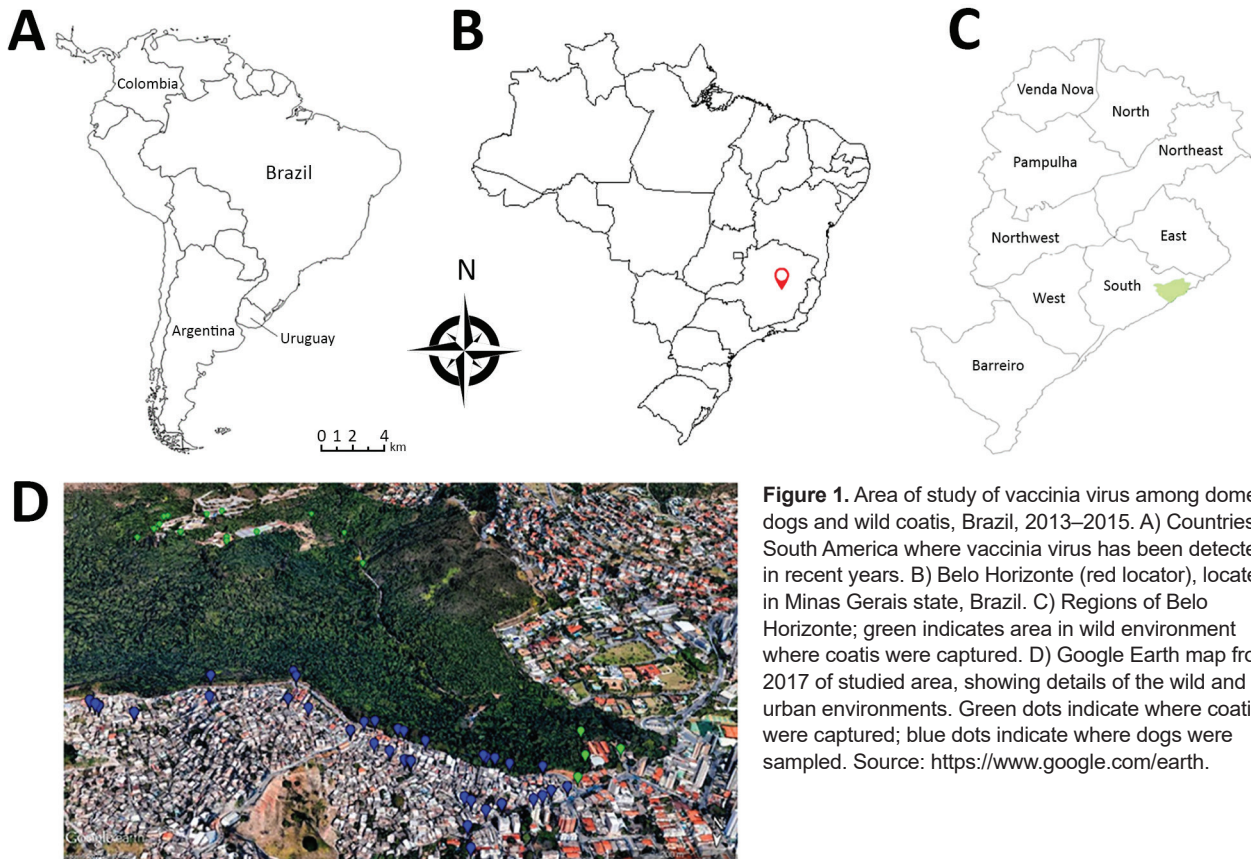 A
B
C
Colombia
Brazil
Argentina
Uruguay
N
0 1 2 4
km
Venda Nova
North
Northeast
Pampulha
Northwest
East
South
West
Barreiro
D
Google earth
Figure 1. Area of study of vaccinia virus among dome
dogs and wild coatis, Brazil, 2013–2015. A) Countries
South America where vaccinia virus has been detecte
in recent years. B) Belo Horizonte (red locator), locate
in Minas Gerais state, Brazil. C) Regions of Belo
Horizonte; green indicates area in wild environment
where coatis were captured. D) Google Earth map fro
2017 of studied area, showing details of the wild and
urban environments. Green dots indicate where coati
were captured; blue dots indicate where dogs were
sampled. Source: https://www.google.com/earth.